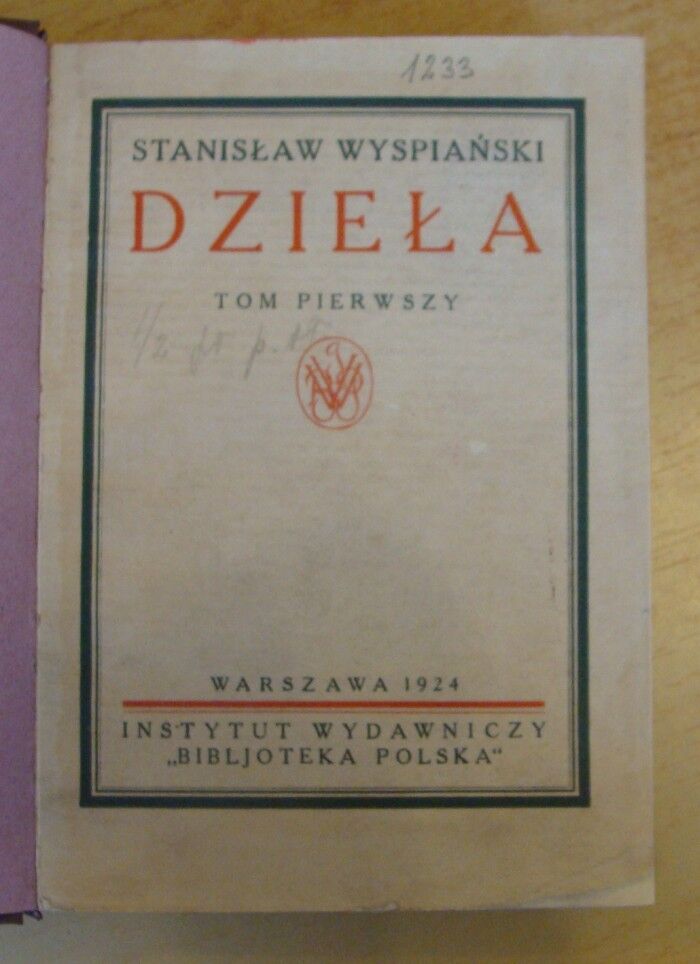 1233
STANISŁAW WYSPIAŃSKI
DZIEŁA
TOM PIERWSZY
WARSZAWA 1924
INSTYTUT WYDAWNICZY
„BIBLJOTEKA POLSKA“